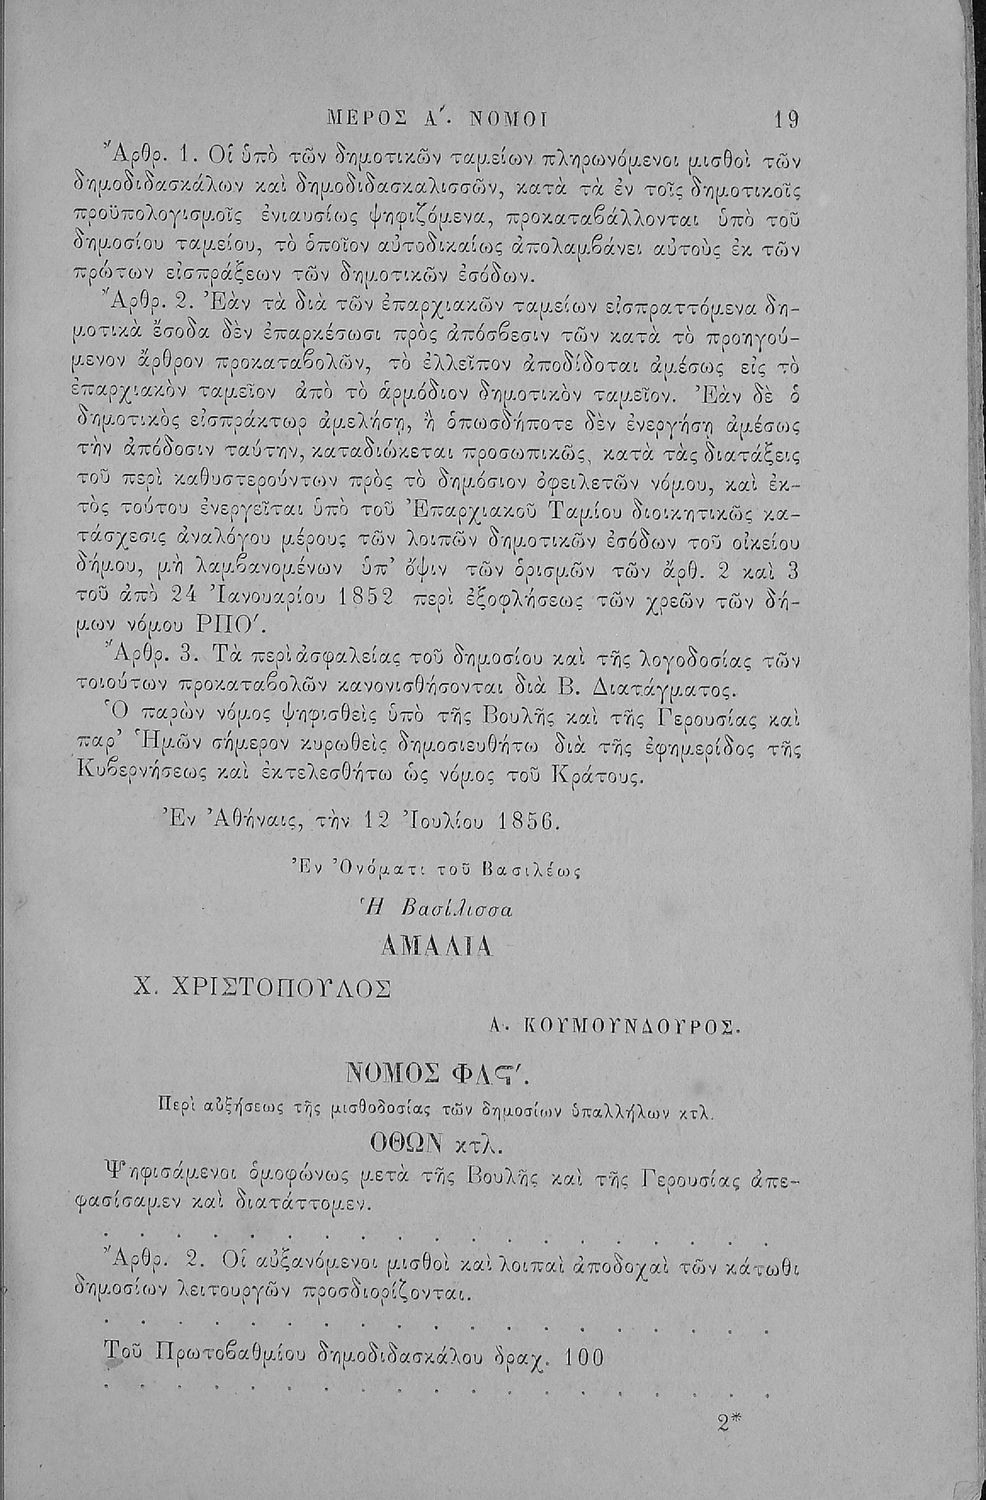 ΜΕΡΟΣ Α΄. ΝΟΜΟΙ 19
Ἄρθρ. 1. Οἱ ὑπὸ τῶν δημοτικῶν ταμείων πληρωνόμενοι μισθοὶ τῶν
δημοδιδασκάλων καὶ δημοδιδασκαλισσῶν, κατὰ τὰ ἐν τοῖς δημοτικοῖς
προϋπολογισμοῖς ἐνιαυσίως ψηφιζόμενα, προκαταβάλλονται ὑπὸ τοῦ
δημοσίου ταμείου, τὸ ὁποῖον αὐτοδικαίως ἀπολαμβάνει αὐτοὺς ἐκ τῶν
πρώτων εἰσπράξεων τῶν δημοτικῶν ἐσόδων.
Ἄρθρ. 2. Ἐὰν τὰ διὰ τῶν ἐπαρχιακῶν ταμείων εἰσπραττόμενα δη-
μοτικὰ ἔσοδα δὲν ἐπαρκέσωσι πρὸς ἀπόσβεσιν τῶν κατὰ τὸ προηγού-
μενον ἄρθρον προκαταβολῶν, τὸ ἐλλεῖπον ἀποδίδοται ἀμέσως εἰς τὸ
ἐπαρχιακὸν ταμεῖον ἀπὸ τὸ ἁρμόδιον δημοτικὸν ταμεῖον. Ἐὰν δὲ ὁ
δημοτικὸς εἰσπράκτωρ ἀμελήσῃ, ἢ ὁπωσδήποτε δὲν ἐνεργήσῃ ἀμέσως
τὴν ἀπόδοσιν ταύτην, καταδιώκεται προσωπικῶς, κατὰ τὰς διατάξεις
τοῦ περὶ καθυστερούντων πρὸς τὸ δημόσιον ὀφειλετῶν νόμου, καὶ ἐκ-
τὸς τούτου ἐνεργεῖται ὑπὸ τοῦ Ἐπαρχιακοῦ Ταμίου διοικητικῶς κα-
τάσχεσις ἀναλόγου μέρους τῶν λοιπῶν δημοτικῶν ἐσόδων τοῦ οἰκείου
δήμου, μὴ λαμβανομένων ὑπ’ ὄψιν τῶν ὁρισμῶν τῶν ἄρθ. 2 καὶ 3
τοῦ ἀπὸ 24 Ἰανουαρίου 1852 περὶ ἐξοφλήσεως τῶν χρεῶν τῶν δή-
μων νόμου ΡΠΟ΄.
Ἄρθρ. 3. Τὰ περὶ ἀσφαλείας τοῦ δημοσίου καὶ τῆς λογοδοσίας τῶν
τοιούτων προκαταβολῶν κανονισθήσονται διὰ Β. Διατάγματος.
Ὁ παρὼν νόμος ψηφισθεὶς ὑπὸ τῆς Βουλῆς καὶ τῆς Γερουσίας καὶ
παρ’ Ἡμῶν σήμερον κυρωθεὶς δημοσιευθήτω διὰ τῆς ἐφημερίδος τῆς
Κυβερνήσεως καὶ ἐκτελεσθήτω ὡς νόμος τοῦ Κράτους.
Ἐν Ἀθήναις, τὴν 12 Ἰουλίου 1856.
Ἐν Ὀνόματι τοῦ Βασιλέως
Ἡ Βασίλισσα
ΑΜΑΛΙΑ
Χ. ΧΡΙΣΤΟΠΟΥΛΟΣ
Α. ΚΟΥΜΟΥΝΔΟΥΡΟΣ.
ΝΟΜΟΣ ΦΛϚ΄.
Περὶ αὐξήσεως τῆς μισθοδοσίας τῶν δημοσίων ὑπαλλήλων κτλ.
ΟΘΩΝ κτλ.
Ψηφισάμενοι ὁμοφώνως μετὰ τῆς Βουλῆς καὶ τῆς Γερουσίας ἀπε-
φασίσαμεν καὶ διατάττομεν.
. . . . . . . . . . . . . . . . . . .
Ἄρθρ. 2. Οἱ αὐξανόμενοι μισθοὶ καὶ λοιπαὶ ἀποδοχαὶ τῶν κάτωθι
δημοσίων λειτουργῶν προσδιορίζονται.
. . . . . . . . . . . . . . . . . . .
Τοῦ Πρωτοβαθμίου δημοδιδασκάλου δραχ. 100
. . . . . . . . . . . . . . . . . . .
2*